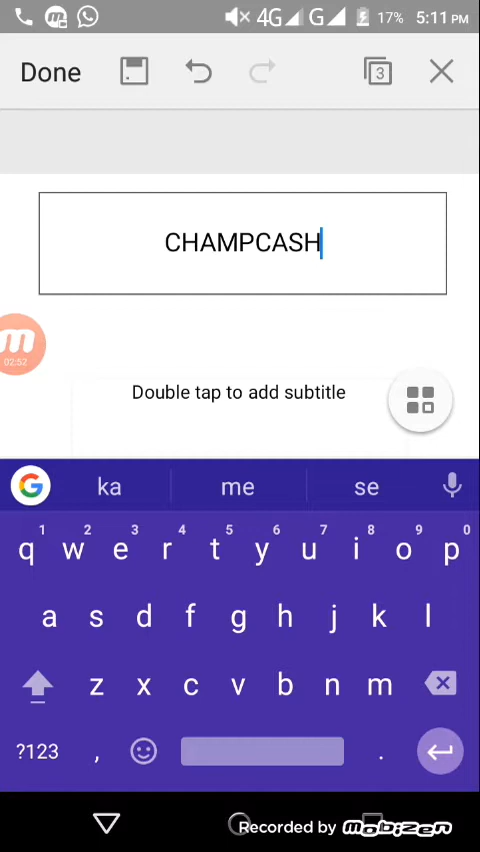 4G G 17% 5:11 PM
Done 3
CHAMPCASH
02:52
Double tap to add subtitle
G ka me se
1 2 3 4 5 6 7 8 9 0
q w e r t y u i o p
a s d f g h j k l
z x c v b n m
?123 , .
Recorded by mobizen